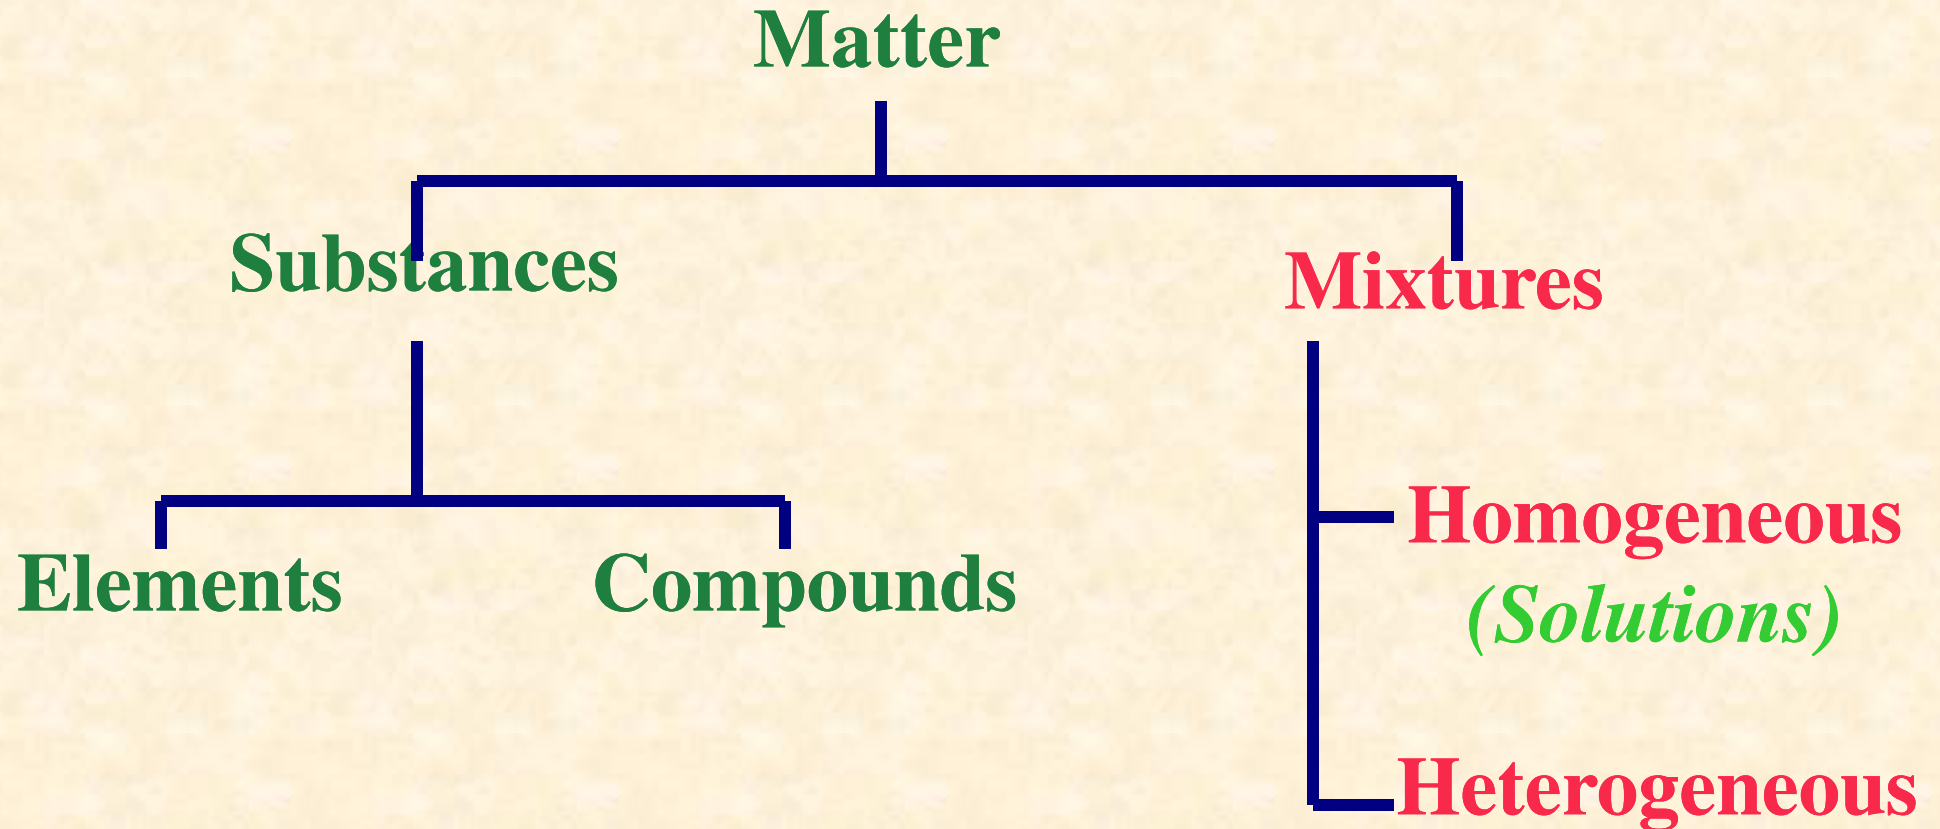 Matter
Substances
Mixtures
Elements
Compounds
Homogeneous
(Solutions)
Heterogeneous